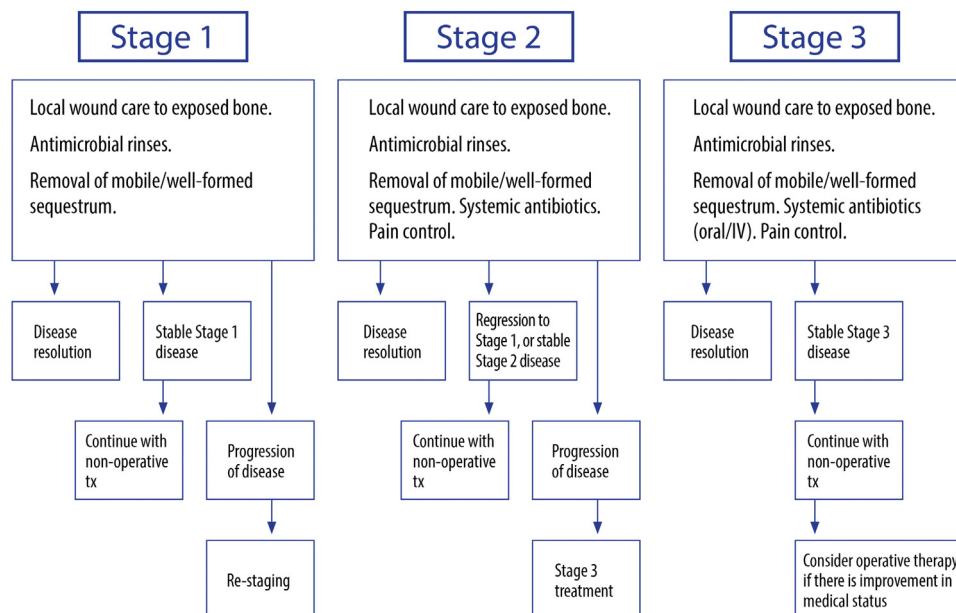 Stage 1
Local wound care to exposed bone.
Antimicrobial rinses.
Removal of mobile/well-formed
sequestrum.
Disease
resolution
Stable Stage 1
disease
Continue with
non-operative
tx
Progression
of disease
Re-staging
Stage 2
Local wound care to exposed bone.
Antimicrobial rinses.
Removal of mobile/well-formed
sequestrum. Systemic antibiotics.
Pain control.
Disease
resolution
Regression to
Stage 1, or stable
Stage 2 disease
Continue with
non-operative
tx
Progression
of disease
Stage 3
treatment
Stage 3
Local wound care to exposed bone.
Antimicrobial rinses.
Removal of mobile/well-formed
sequestrum. Systemic antibiotics
(oral/IV). Pain control.
Disease
resolution
Stable Stage 3
disease
Continue with
non-operative
tx
Consider operative therapy
if there is improvement in
medical status